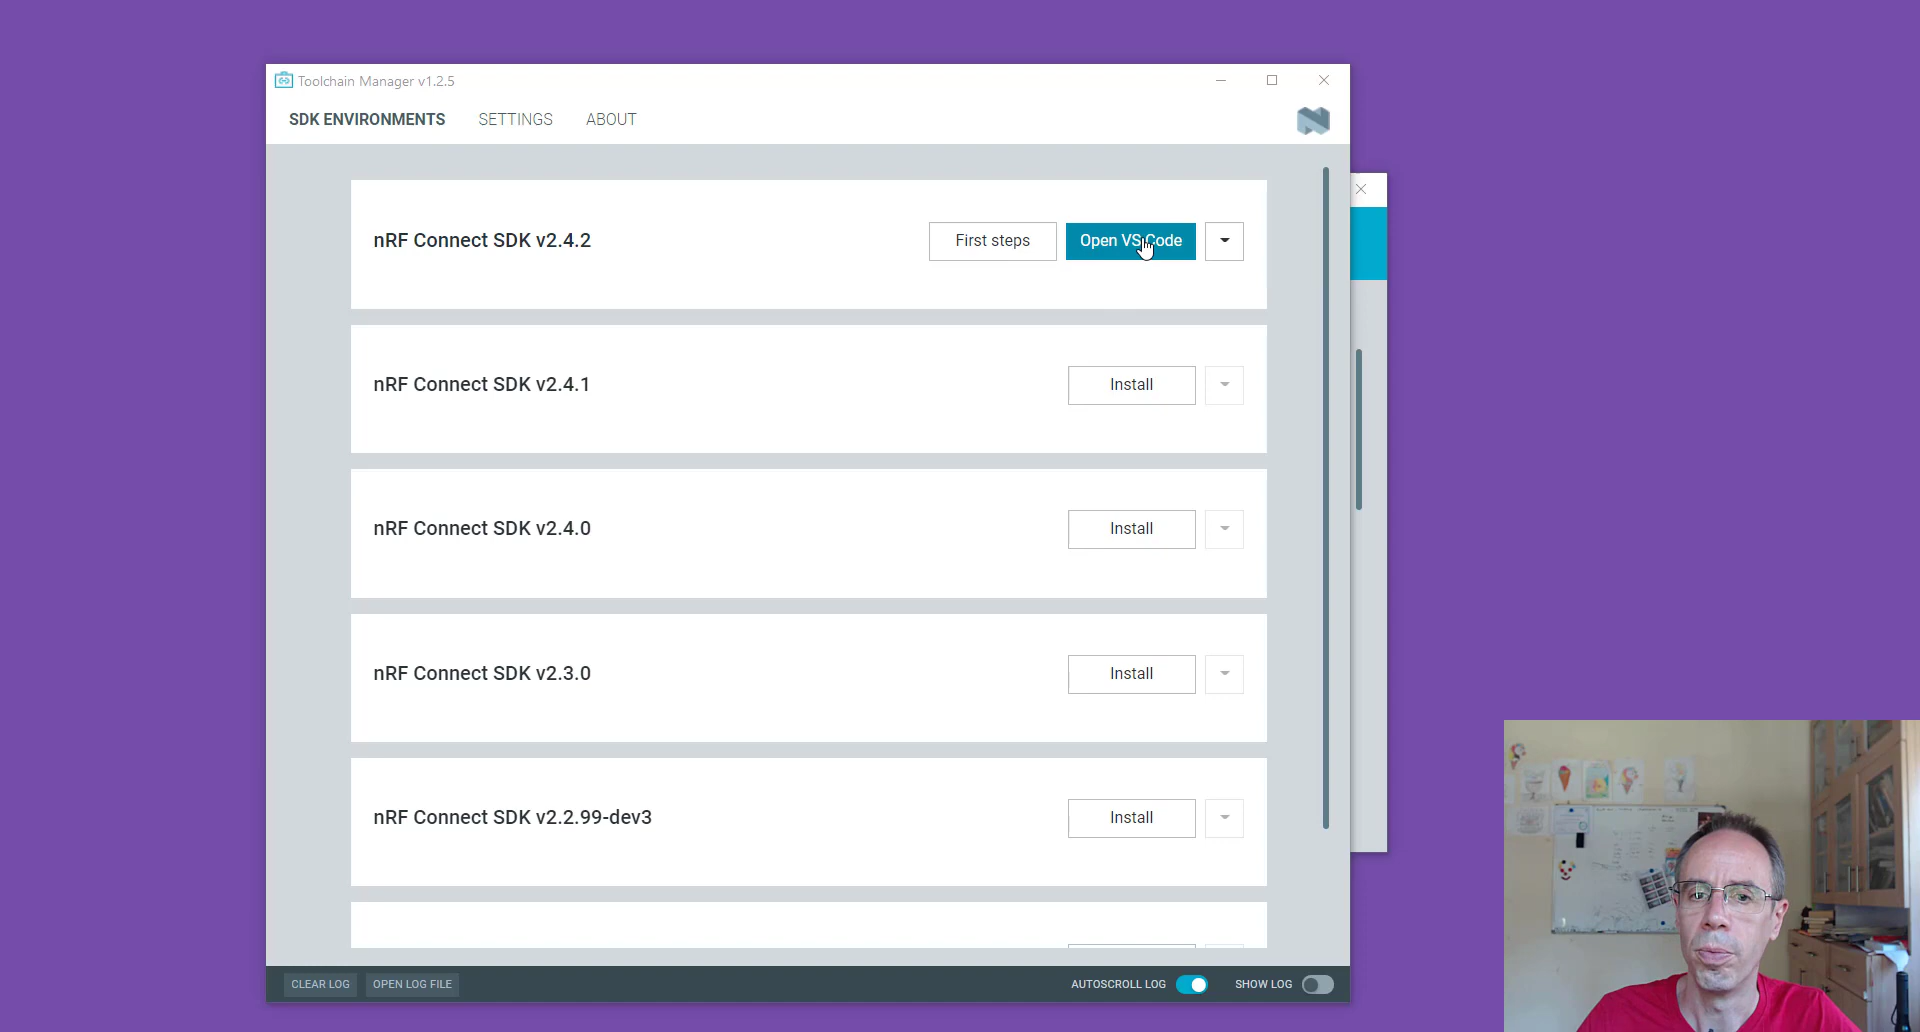 Toolchain Manager v1.2.5
SDK ENVIRONMENTS SETTINGS ABOUT
nRF Connect SDK v2.4.2 First steps Open VS Code
nRF Connect SDK v2.4.1 Install
nRF Connect SDK v2.4.0 Install
nRF Connect SDK v2.3.0 Install
nRF Connect SDK v2.2.99-dev3 Install
CLEAR LOG OPEN LOG FILE AUTOSCROLL LOG SHOW LOG